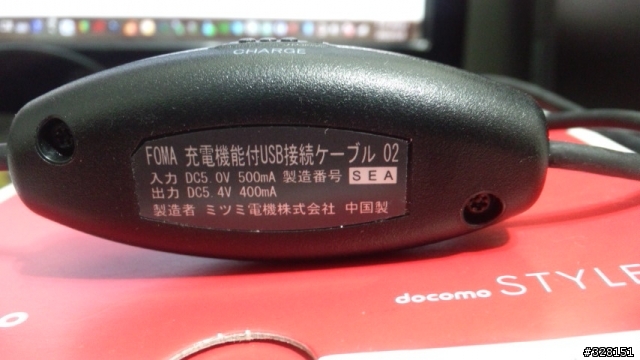 CHARGE
FOMA 充電機能付USB接続ケーブル 02
入力 DC5.0V 500mA 製造番号 SEA
出力 DC5.4V 400mA
製造者 ミツミ電機株式会社 中国製
docomo STYLE
#328151